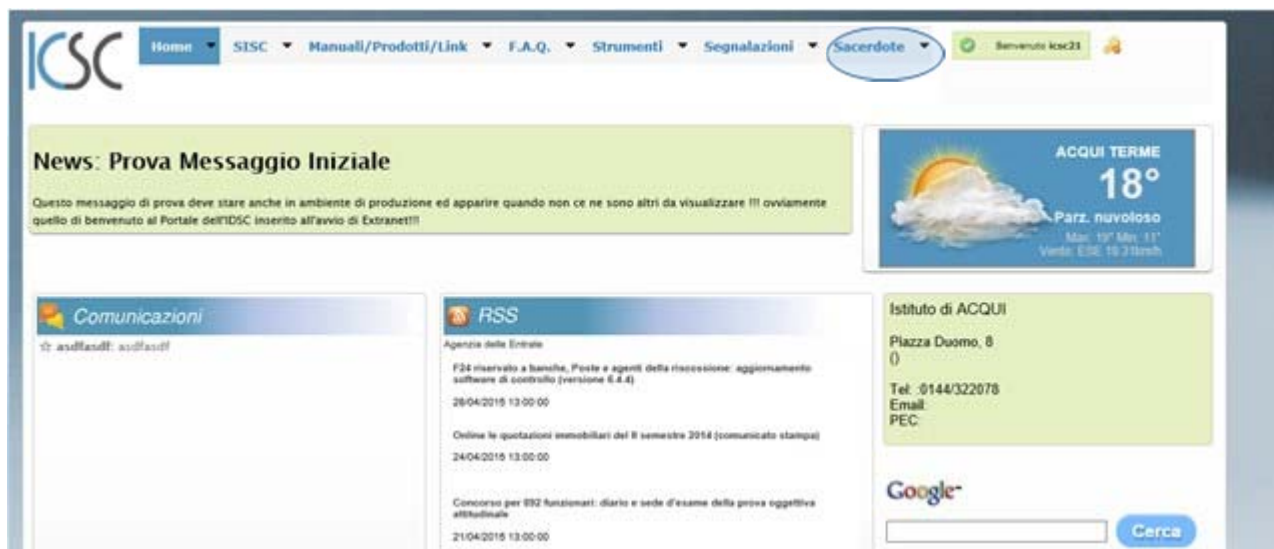 ICSC
Home SISC Manuali/Prodotti/Link F.A.Q. Strumenti Segnalazioni Sacerdote Benvenuto icsc21
News: Prova Messaggio Iniziale
Questo messaggio di prova deve stare anche in ambiente di produzione ed apparire quando non ce ne sono altri da visualizzare !!! ovviamente
quello di benvenuto al Portale dell'IDSC inserito all'avvio di Extranet!!!
ACQUI TERME
18°
Parz. nuvoloso
Max: 19° Min: 11°
Vento: ESE
Comunicazioni
asdfasdf: asdfasdf
RSS
Agenzia delle Entrate
F24 riservato a banche, Poste e agenti della riscossione: aggiornamento
software di controllo (versione 6.4.4)
28/04/2015 13:00:00
Online le quotazioni immobiliari del II semestre 2014 (comunicato stampa)
24/04/2015 13:00:00
Concorso per 892 funzionari: diario e sede d'esame della prova oggettiva
attitudinale
21/04/2015 13:00:00
Istituto di ACQUI
Piazza Duomo, 8
()
Tel: :0144/322078
Email:
PEC:
Google
Cerca